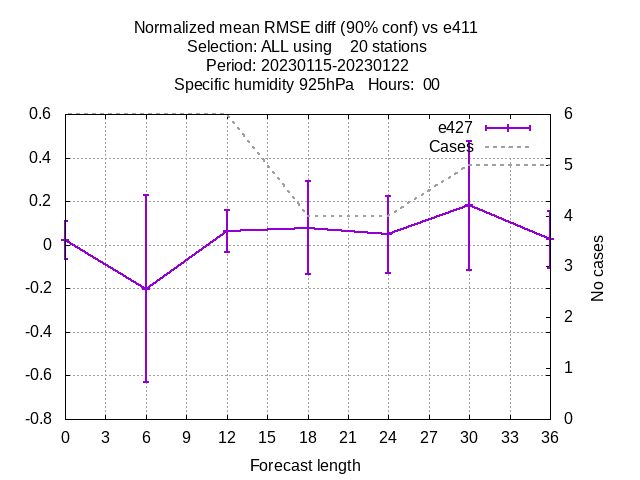 Normalized mean RMSE diff (90% conf) vs e411
Selection: ALL using    20 stations
Period: 20230115-20230122
Specific humidity 925hPa   Hours:  00
e427
Cases
0.6
0.4
0.2
0
-0.2
-0.4
-0.6
-0.8
6
5
4
3
2
1
0
No cases
0 3 6 9 12 15 18 21 24 27 30 33 36
Forecast length